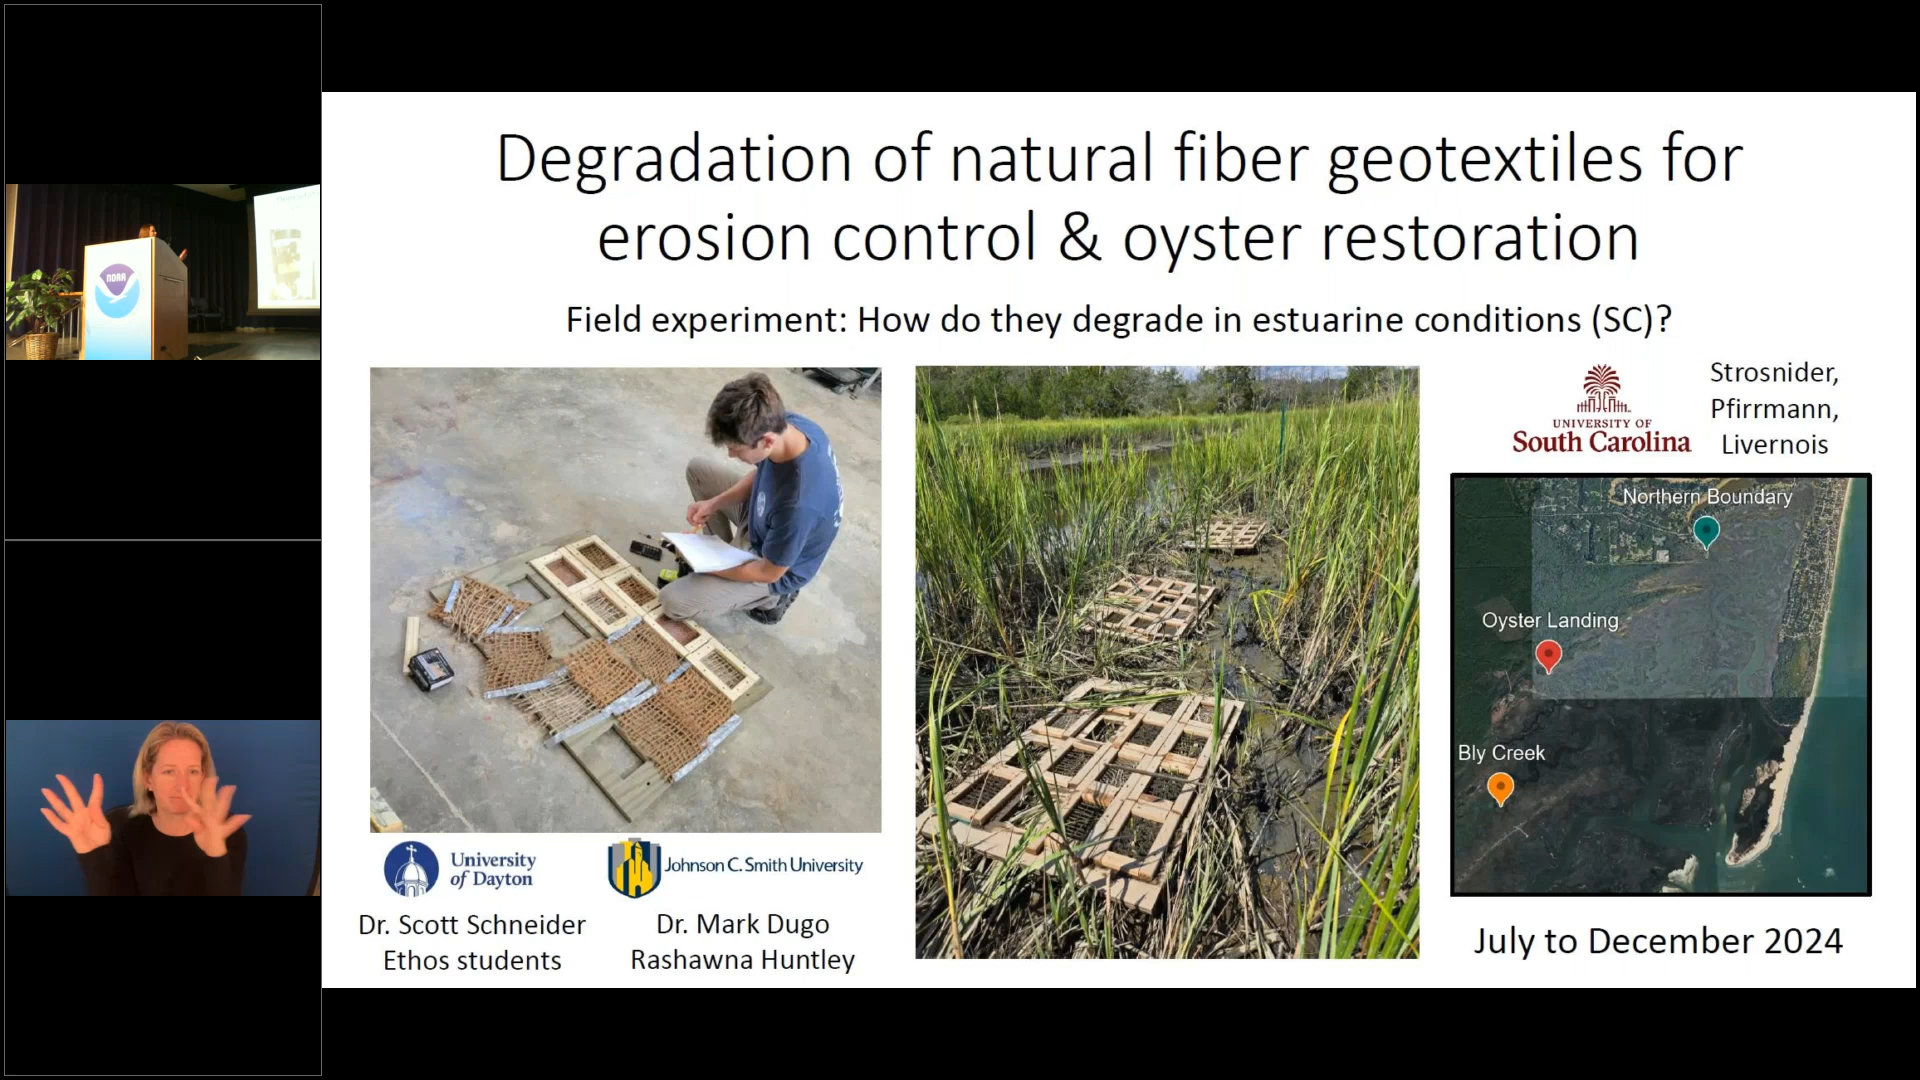 Degradation of natural fiber geotextiles for
erosion control & oyster restoration
Field experiment: How do they degrade in estuarine conditions (SC)?
NOAA
UNIVERSITY OF
South Carolina
Strosnider,
Pfirrmann,
Livernois
Northern Boundary
Oyster Landing
Bly Creek
University
of Dayton
Johnson C. Smith University
Dr. Scott Schneider
Ethos students
Dr. Mark Dugo
Rashawna Huntley
July to December 2024